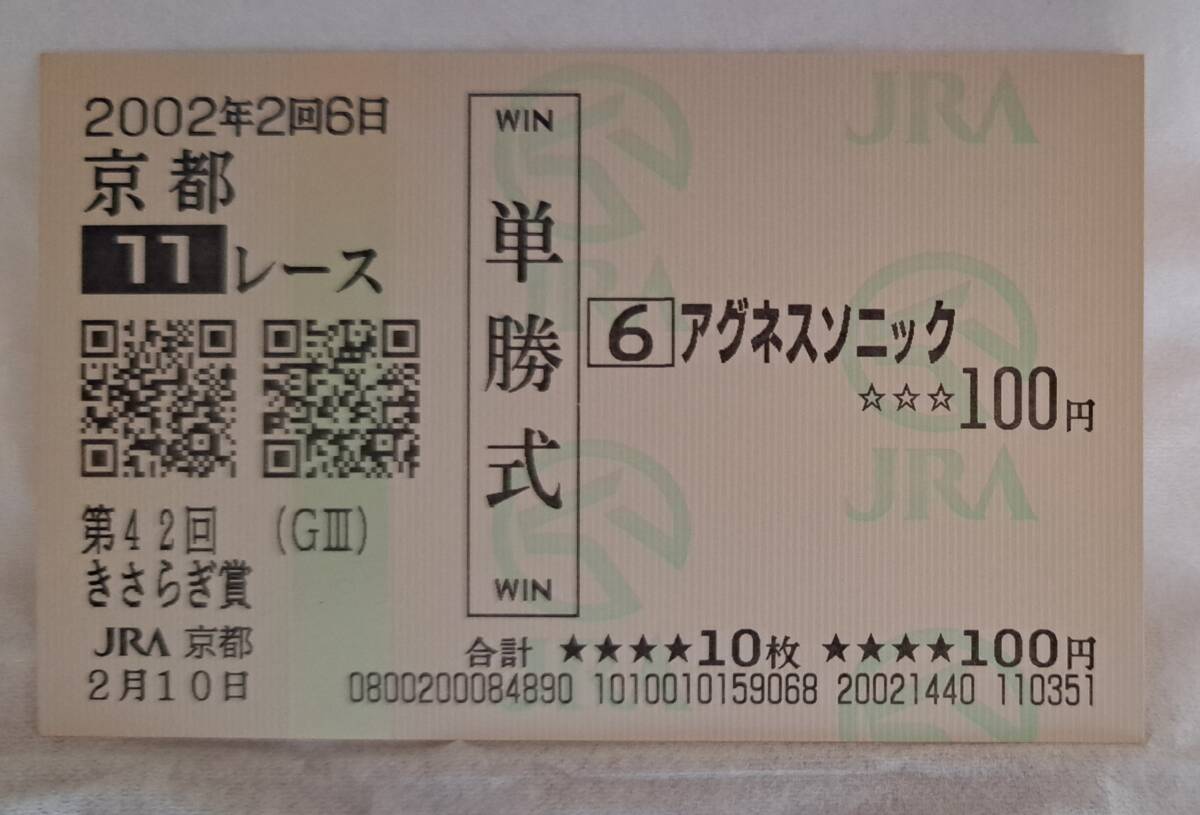 2002年2回6日
京都
11レース
第42回 (GⅢ)
きさらぎ賞
JRA 京都
2月10日
WIN
単勝式
WIN
6 アグネスソニック
☆☆☆100円
合計 ★★★★10枚 ★★★★100円
0800200084890 1010010159068 20021440 110351
JRA
JRA
JRA